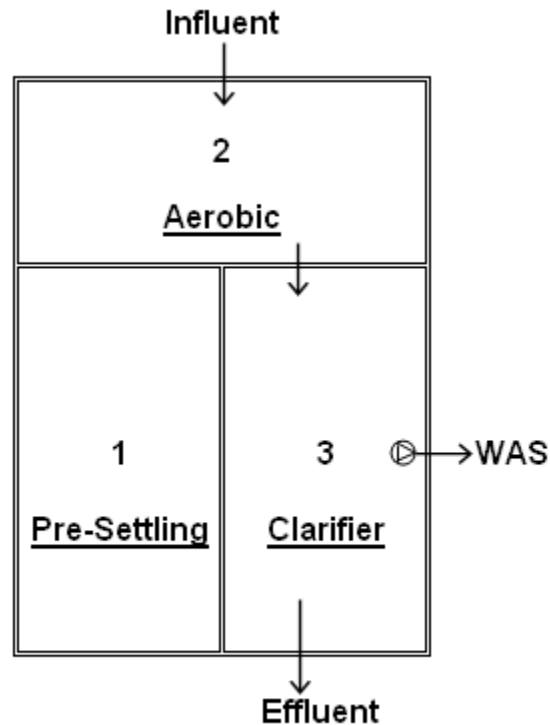 Influent
2
Aerobic
1
3
WAS
Pre-Settling
Clarifier
Effluent